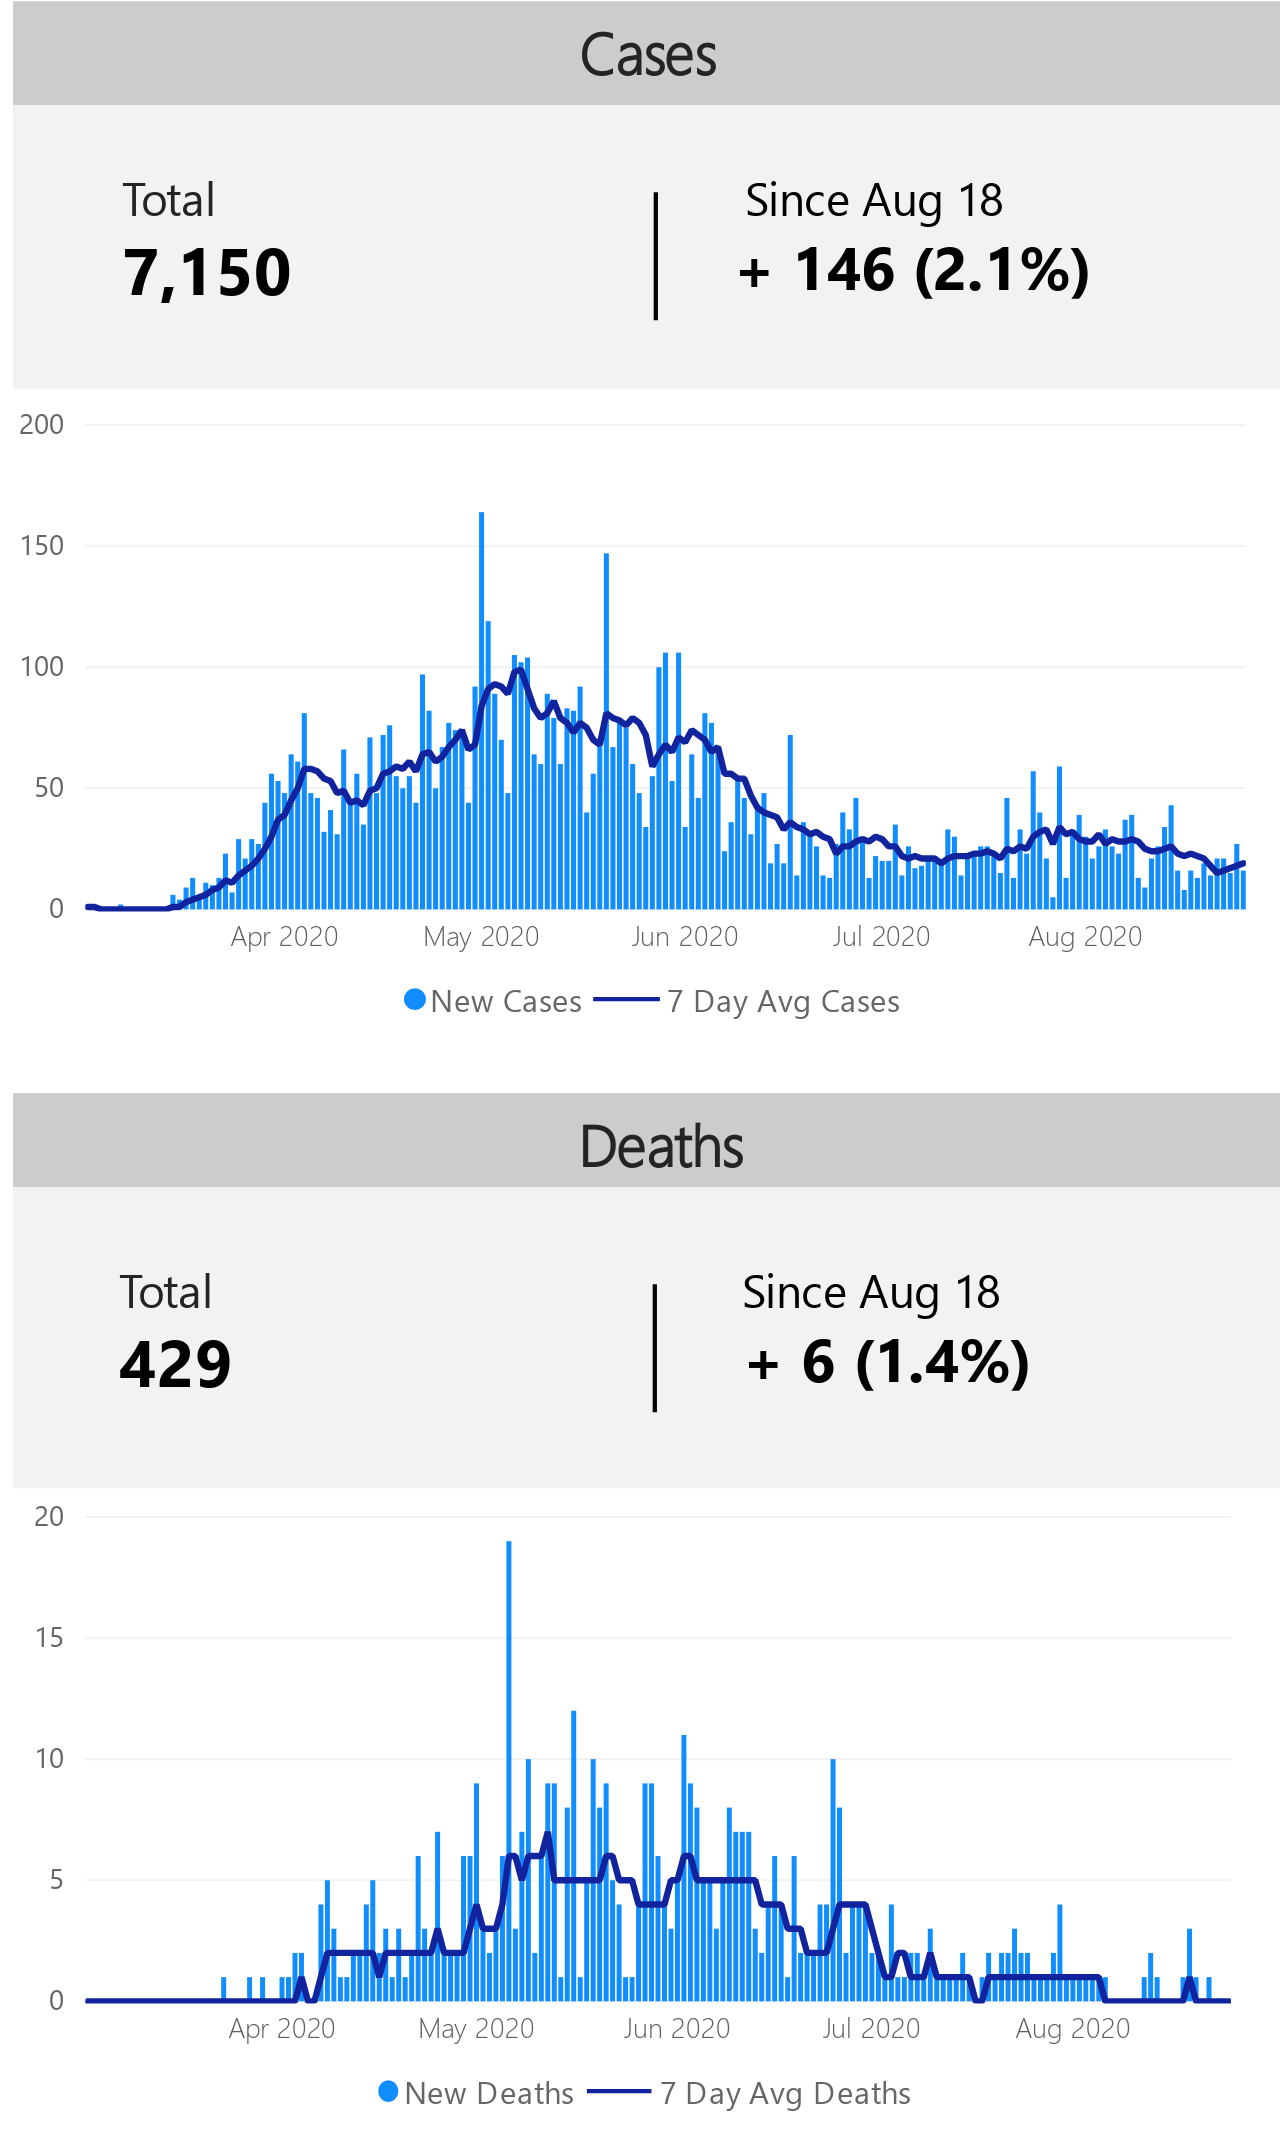 Cases
Total
Since Aug 18
7,150
+ 146 (2.1%)
200
150
100
50
0
Apr 2020
May 2020
Jun 2020
Jul 2020
Aug 2020
New Cases
7 Day Avg Cases
Deaths
Total
Since Aug 18
429
+ 6 (1.4%)
20
15
10
5
0
Apr 2020
May 2020
Jun 2020
Jul 2020
Aug 2020
New Deaths
7 Day Avg Deaths